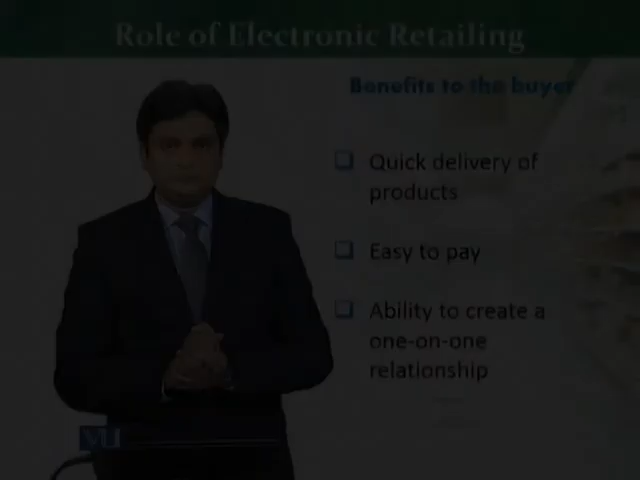 Role of Electronic Retailing
Benefits to the buyer
Quick delivery of
products
Easy to pay
Ability to create a
one-on-one
relationship
VU